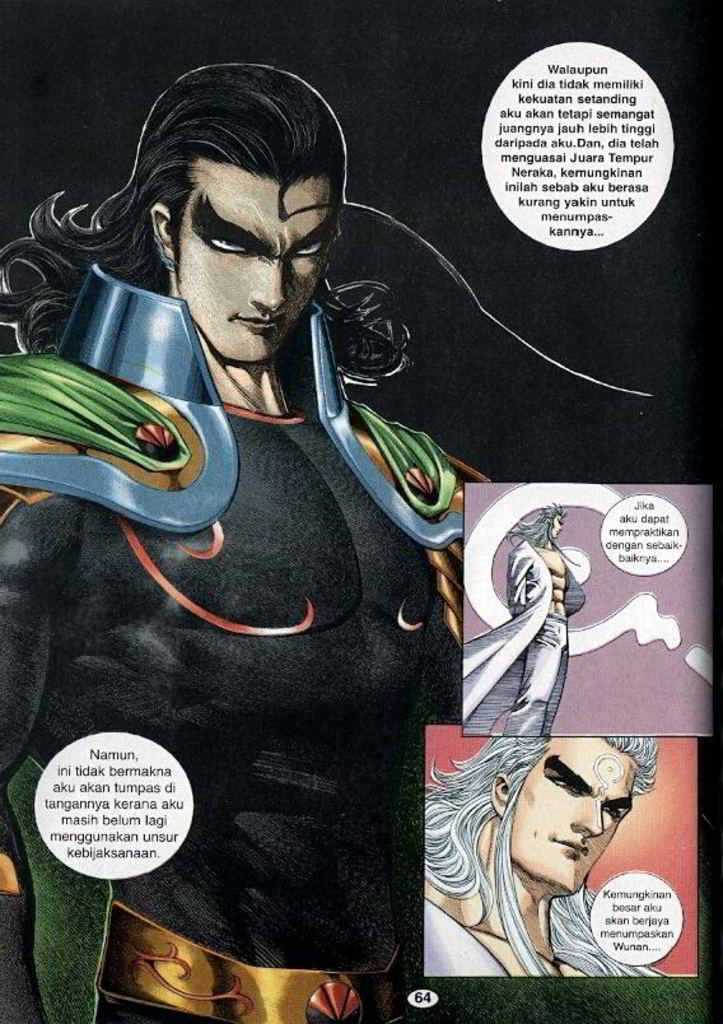 Walaupun
kini dia tidak memiliki
kekuatan setanding
aku akan tetapi semangat
juangnya jauh lebih tinggi
daripada aku.Dan, dia telah
menguasai Juara Tempur
Neraka, kemungkinan
inilah sebab aku berasa
kurang yakin untuk
menumpas-
kannya...
Jika
aku dapat
mempraktikan
dengan sebaik-
baiknya....
Namun,
ini tidak bermakna
aku akan tumpas di
tangannya kerana aku
masih belum lagi
menggunakan unsur
kebijaksanaan.
Kemungkinan
besar aku
akan berjaya
menumpaskan
Wunan....
64